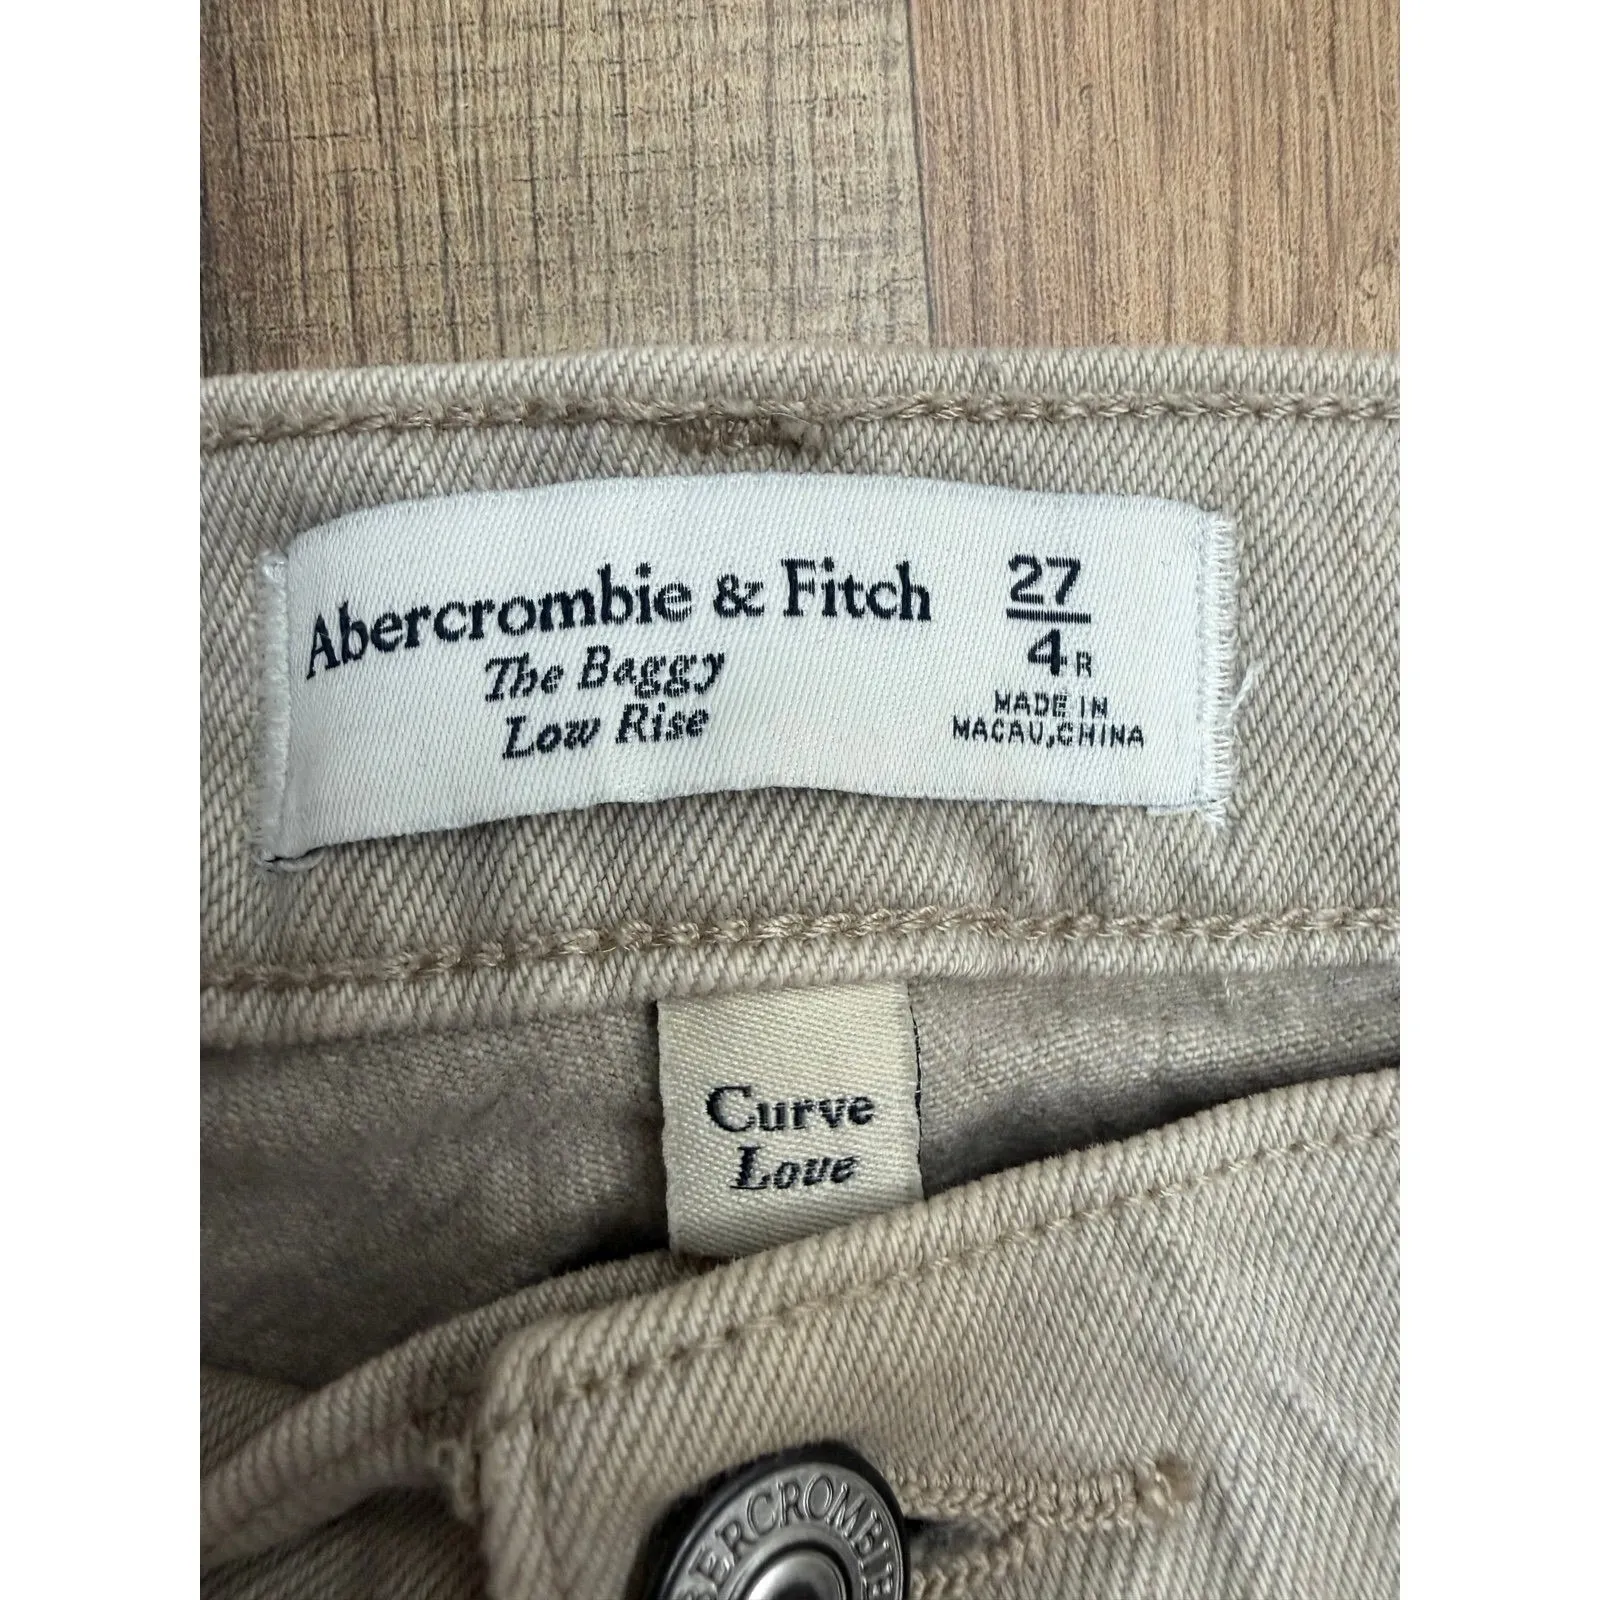 Abercrombie & Fitch
The Baggy
Low Rise
27
4R
MADE IN
MACAU,CHINA
Curve
Love
ABERCROMBIE